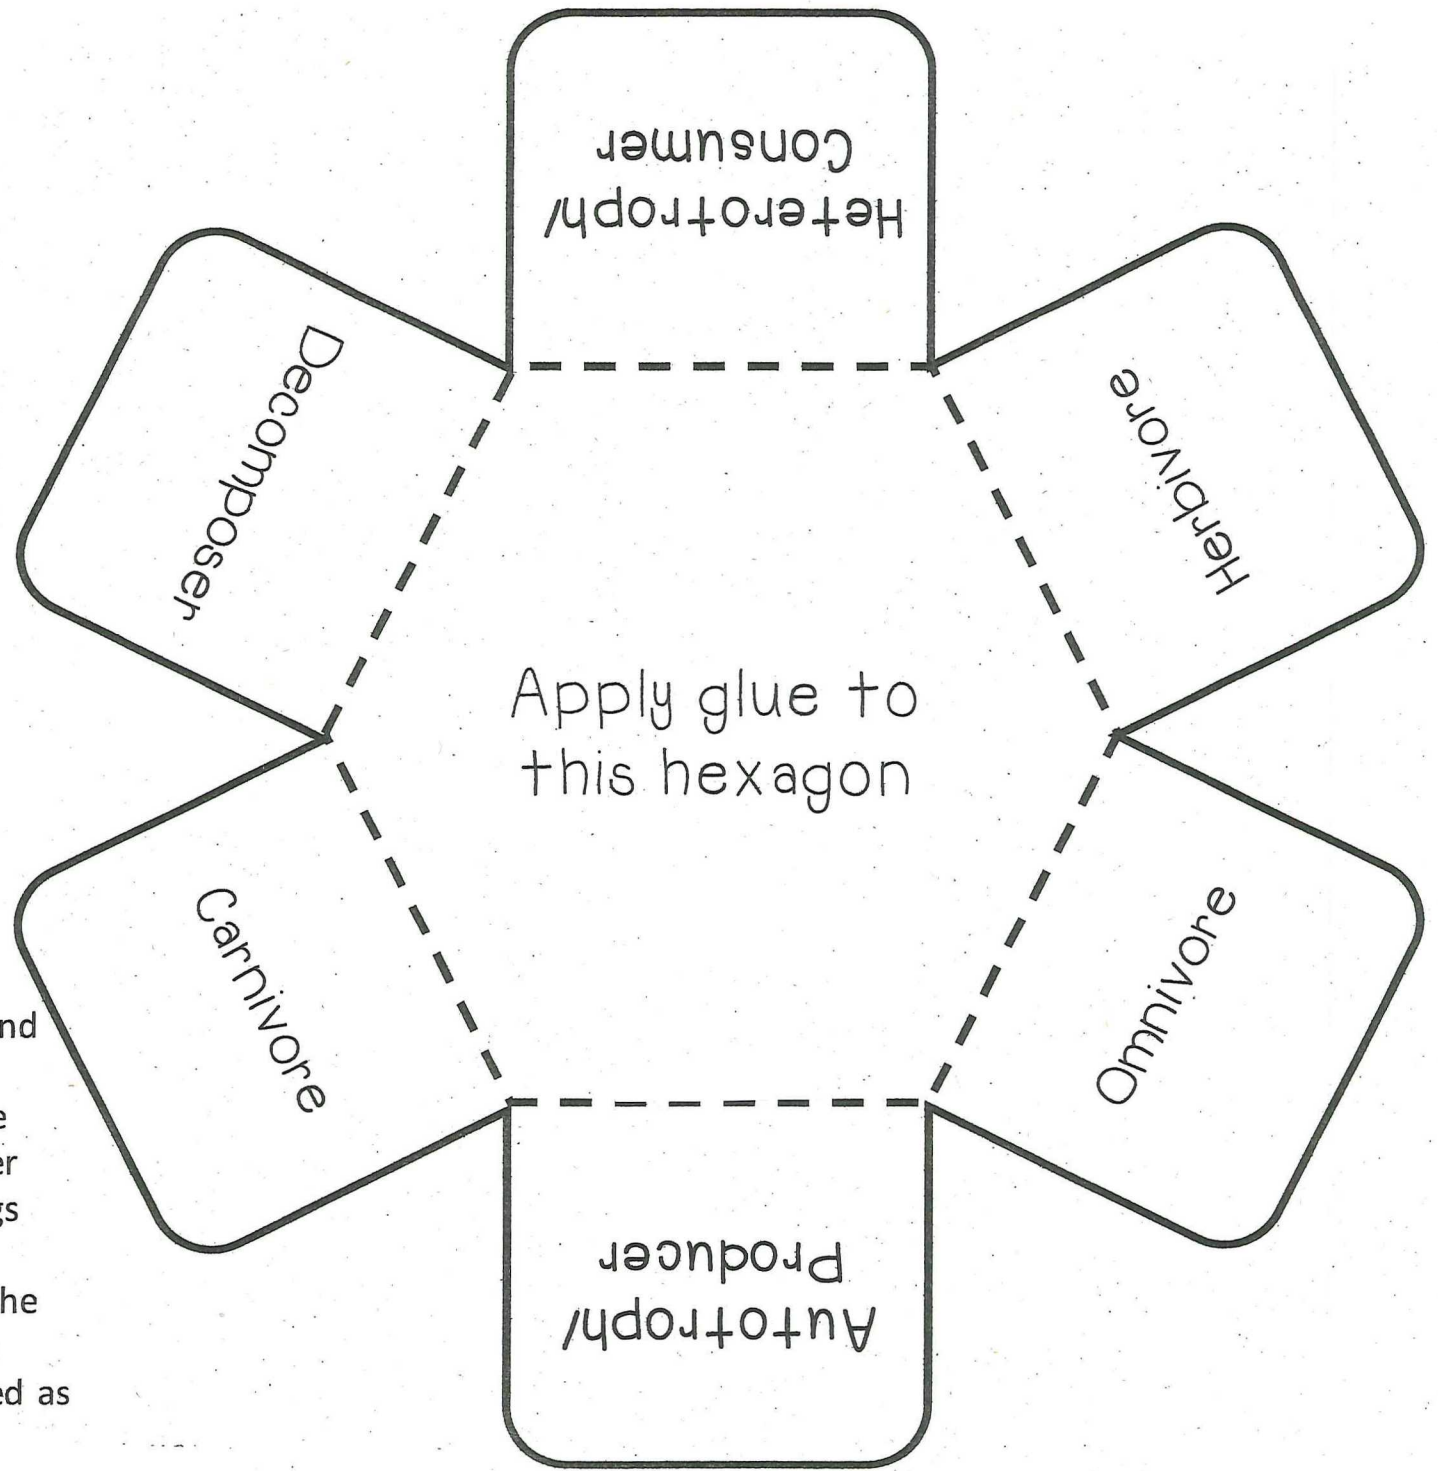 Heterotroph/
Consumer
Decomposer
Herbivore
Apply glue to
this hexagon
Carnivore
Omnivore
Autotroph/
Producer
nd
e
er
gs
he
ed as